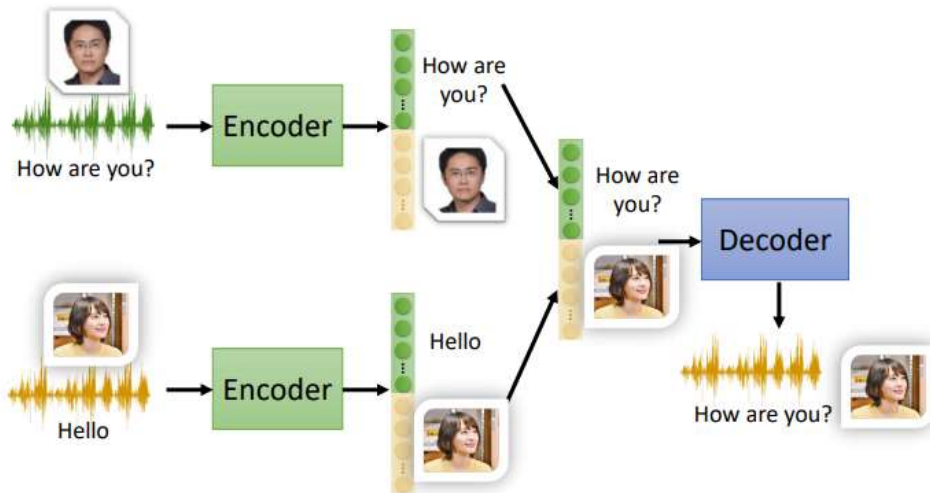 How are
you?
Encoder
How are you?
How are
you?
Decoder
Hello
Encoder
Hello
How are you?